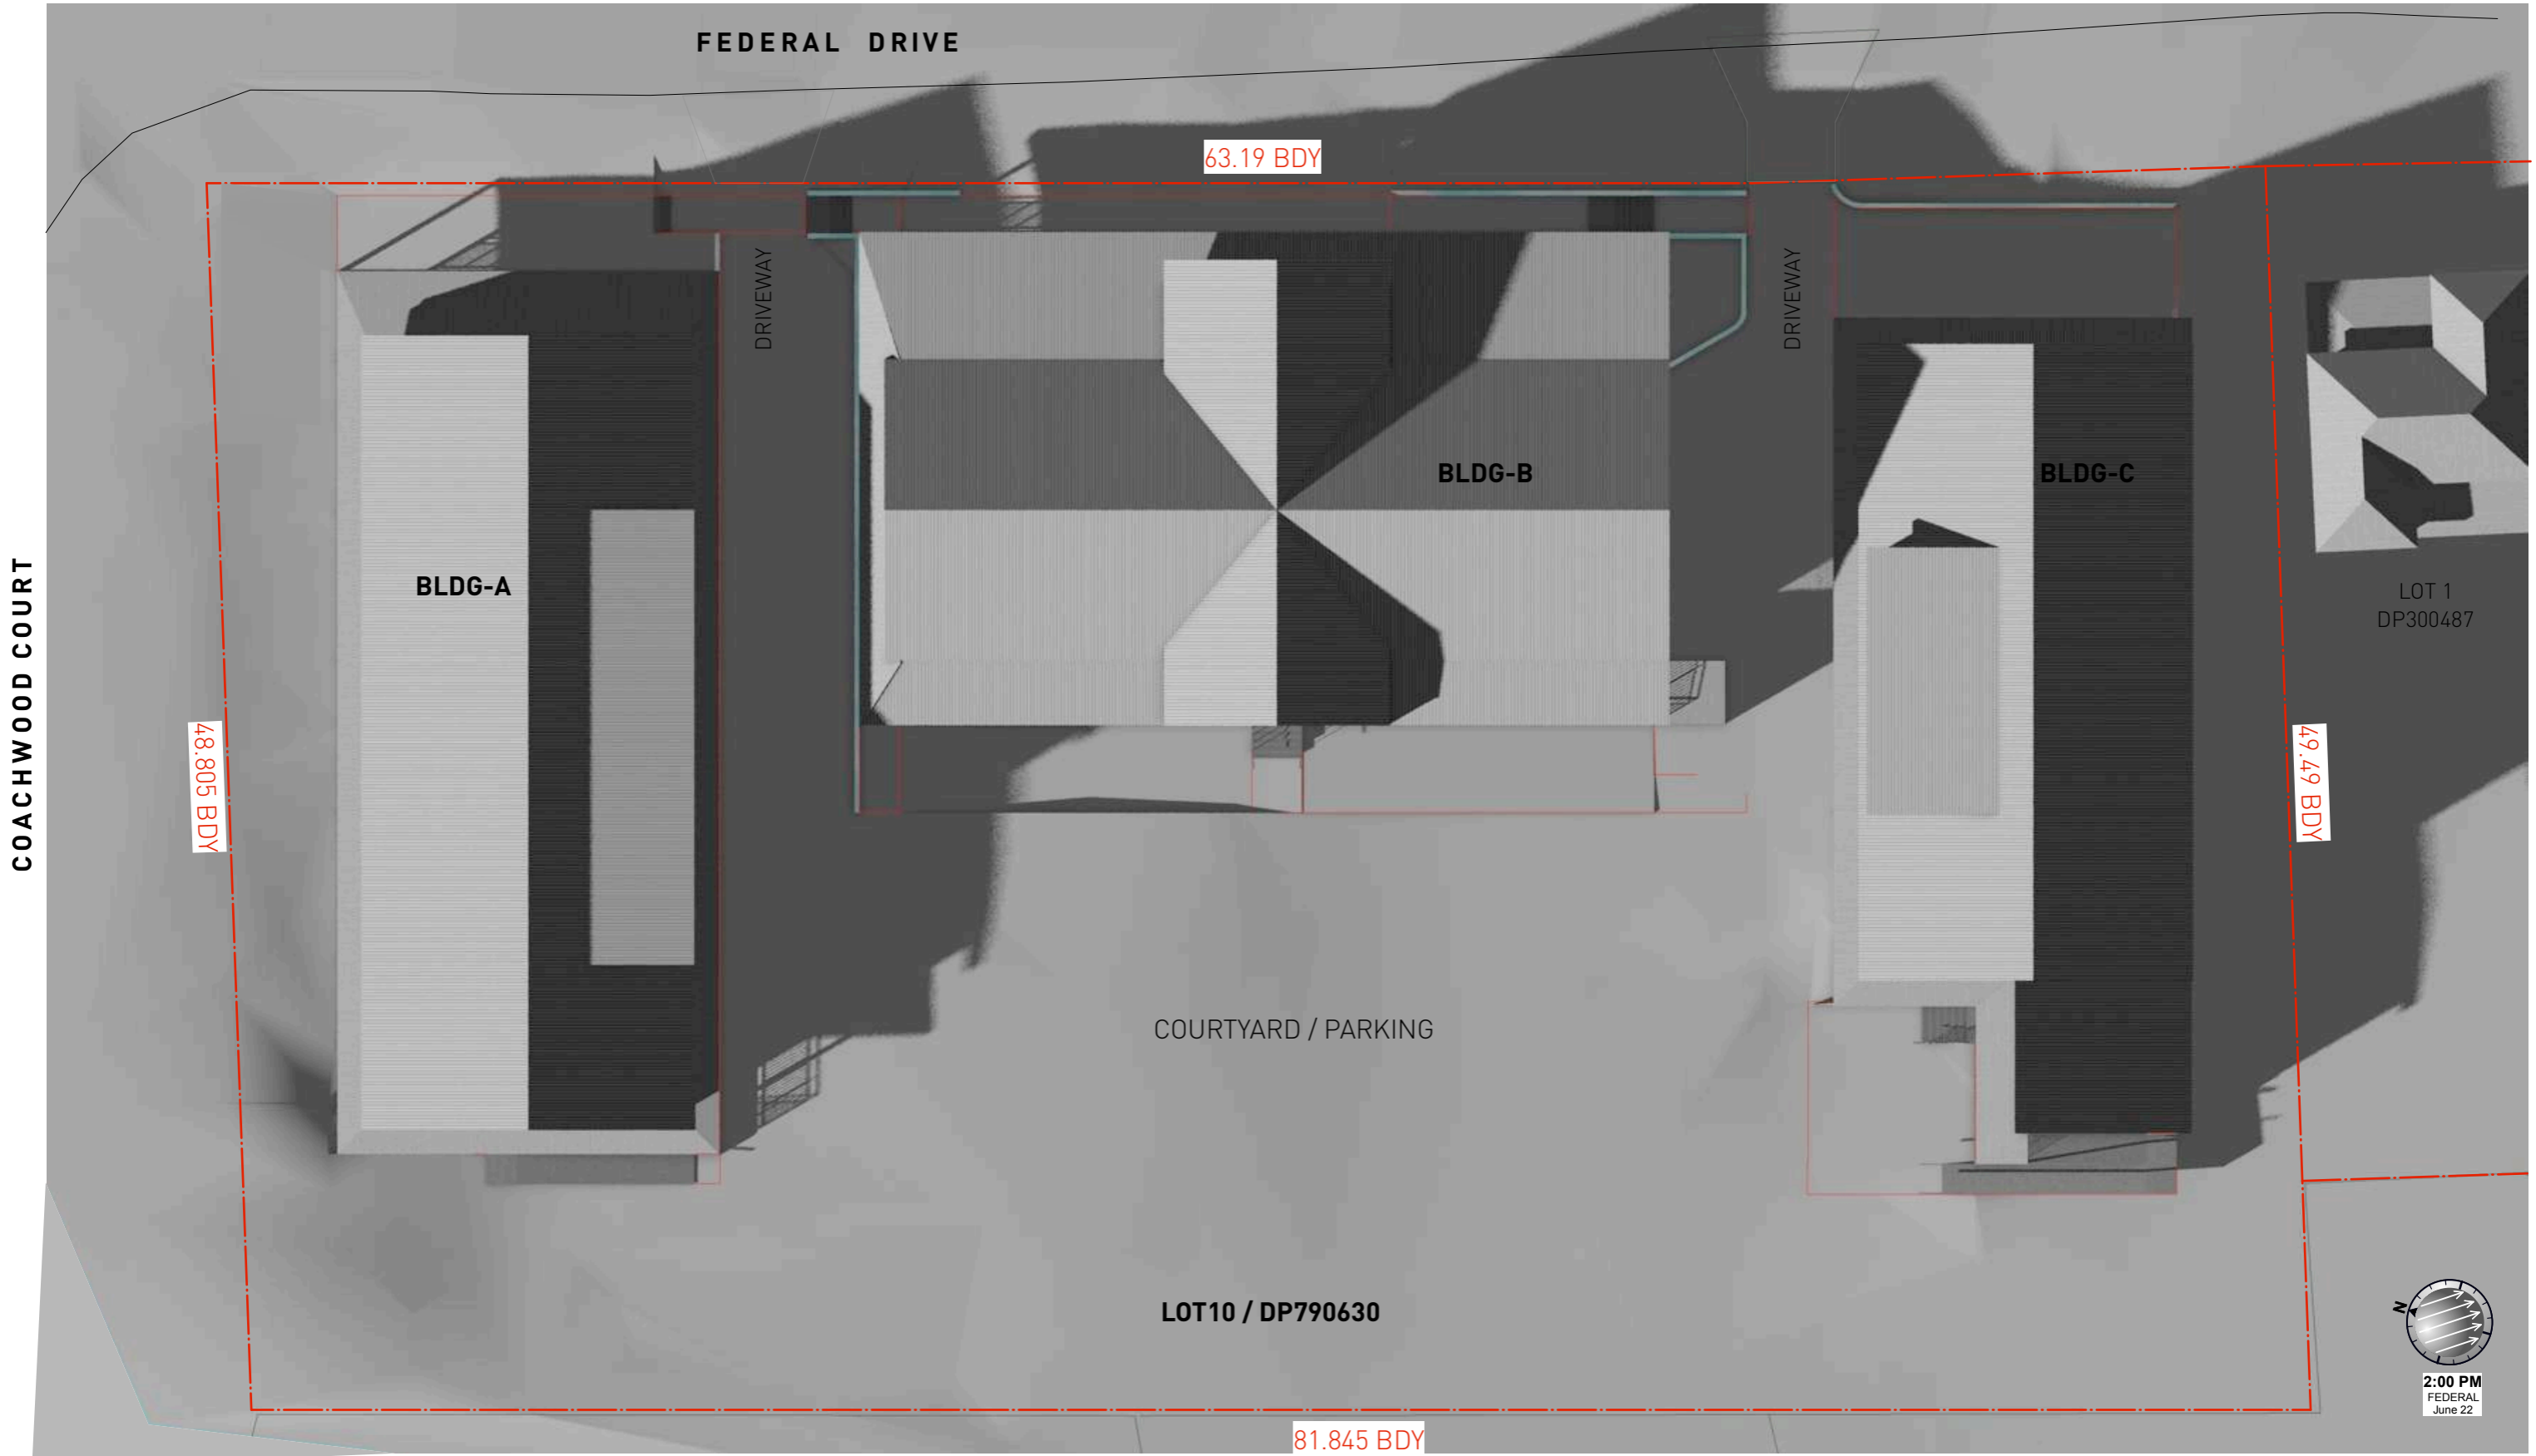 FEDERAL DRIVE
63.19 BDY
DRIVEWAY
DRIVEWAY
BLDG-B
BLDG-C
BLDG-A
COACHWOOD COURT
LOT 1
DP300487
48.805 BDY
49.49 BDY
COURTYARD / PARKING
LOT10 / DP790630
N
2:00 PM
FEDERAL
June 22
81.845 BDY